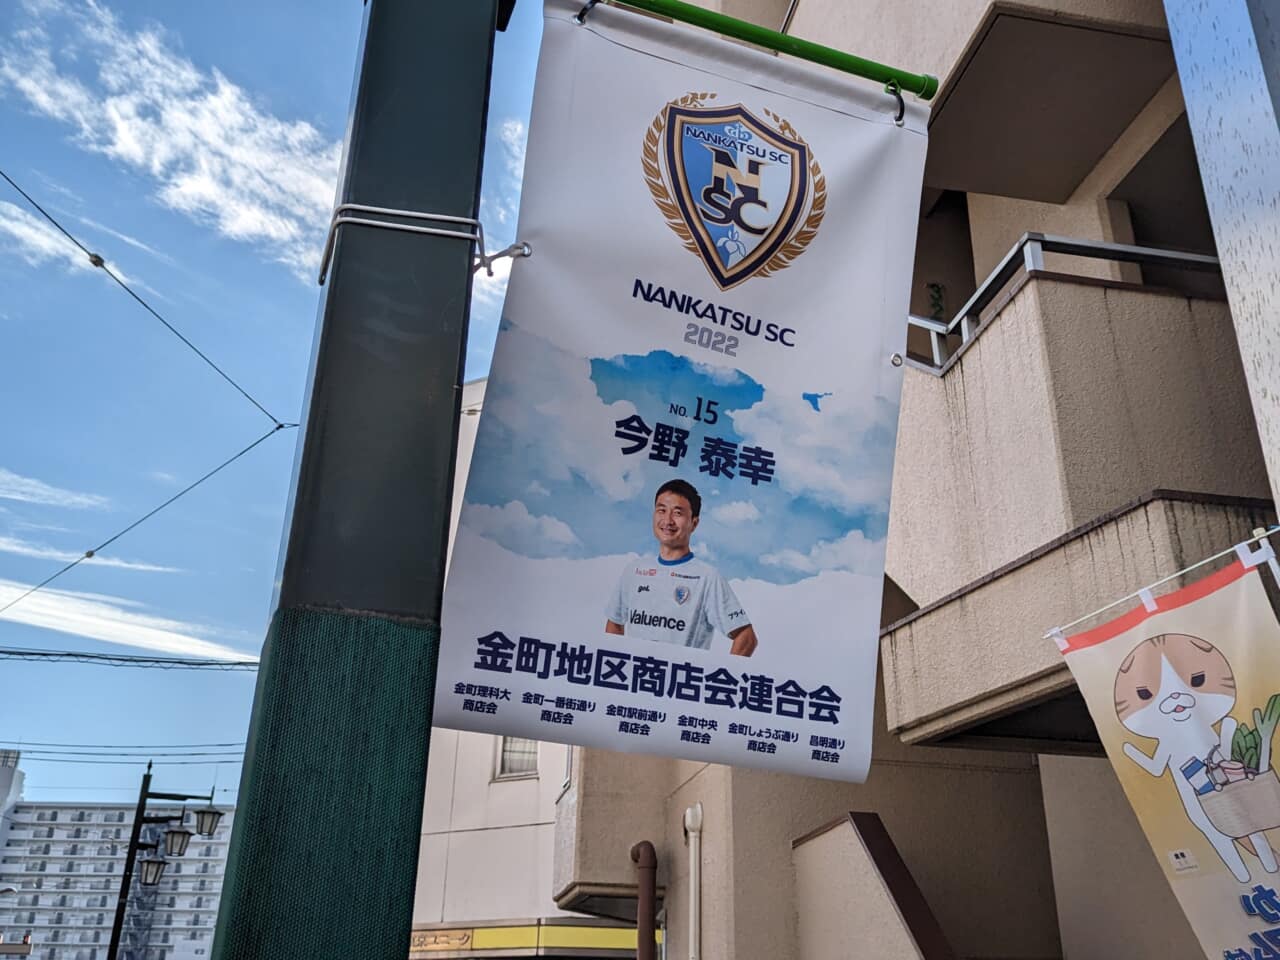 NANKATSU SC
N
SC
NANKATSU SC
2022
NO. 15
今野 泰幸
gol.
Valuence
金町地区商店会連合会
金町理科大
商店会
金町一番街通り
商店会
金町駅前通り
商店会
金町中央
商店会
金町しょうぶ通り
商店会
昌明通り
商店会